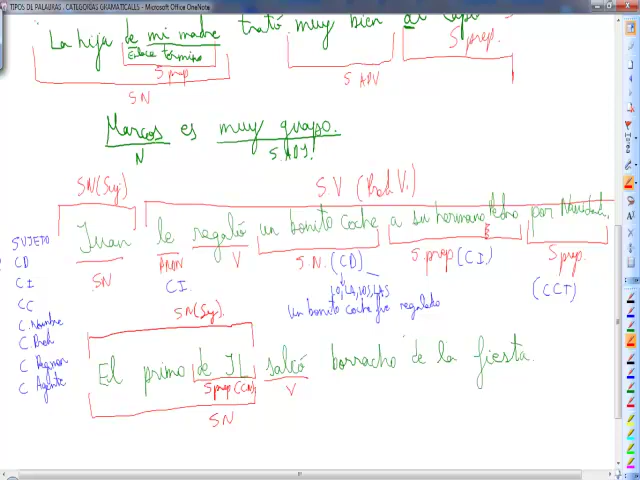 TIPOS DE PALABRAS , CATEGORIAS GRAMATICALES - Microsoft Office OneNote
La hija de mi madre trató muy bien al
Enlace término
S prep
S prep.
S ADV
SN
Marcos es muy guapo.
N
S.ADJ!
SN(Suj)
S.V (Pred V.)
Juan le regaló un bonito coche a su hermano Pedro por Navidad.
SN
PRON
V
S.N. (CD)
S.prep (CI)
S prep.
CI.
LO, LA, LOS, LAS
(CCT)
Un bonito coche fue regalado
SUJETO
CD
CI
CC
C. Nombre
C. Pred
C Regimen
C Agente
SN(Suj).
El primo de JL salió borracho de la fiesta.
S prep (CN)
V
SN